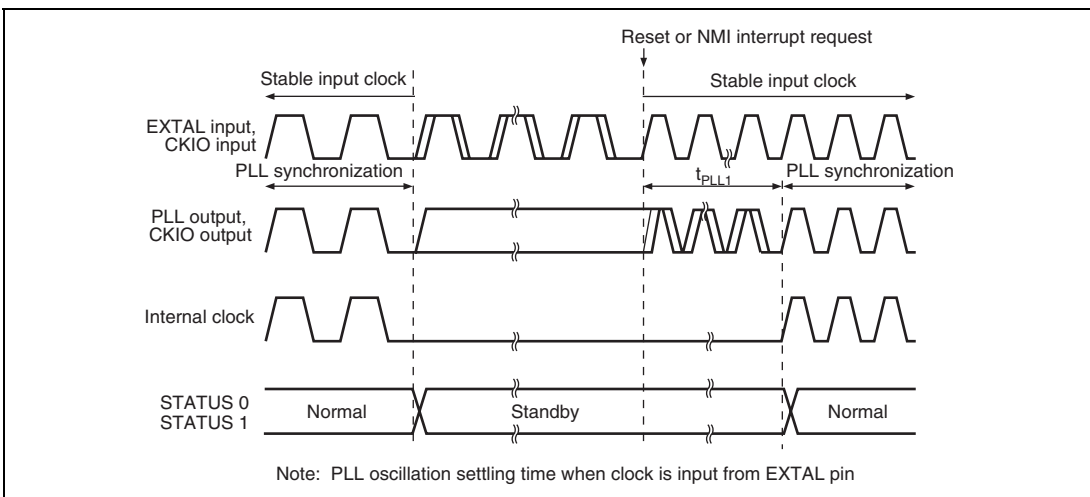 Reset or NMI interrupt request
Stable input clock
Stable input clock
EXTAL input,
CKIO input
PLL synchronization
tPLL1
PLL synchronization
PLL output,
CKIO output
Internal clock
STATUS 0
STATUS 1
Normal
Standby
Normal
Note: PLL oscillation settling time when clock is input from EXTAL pin